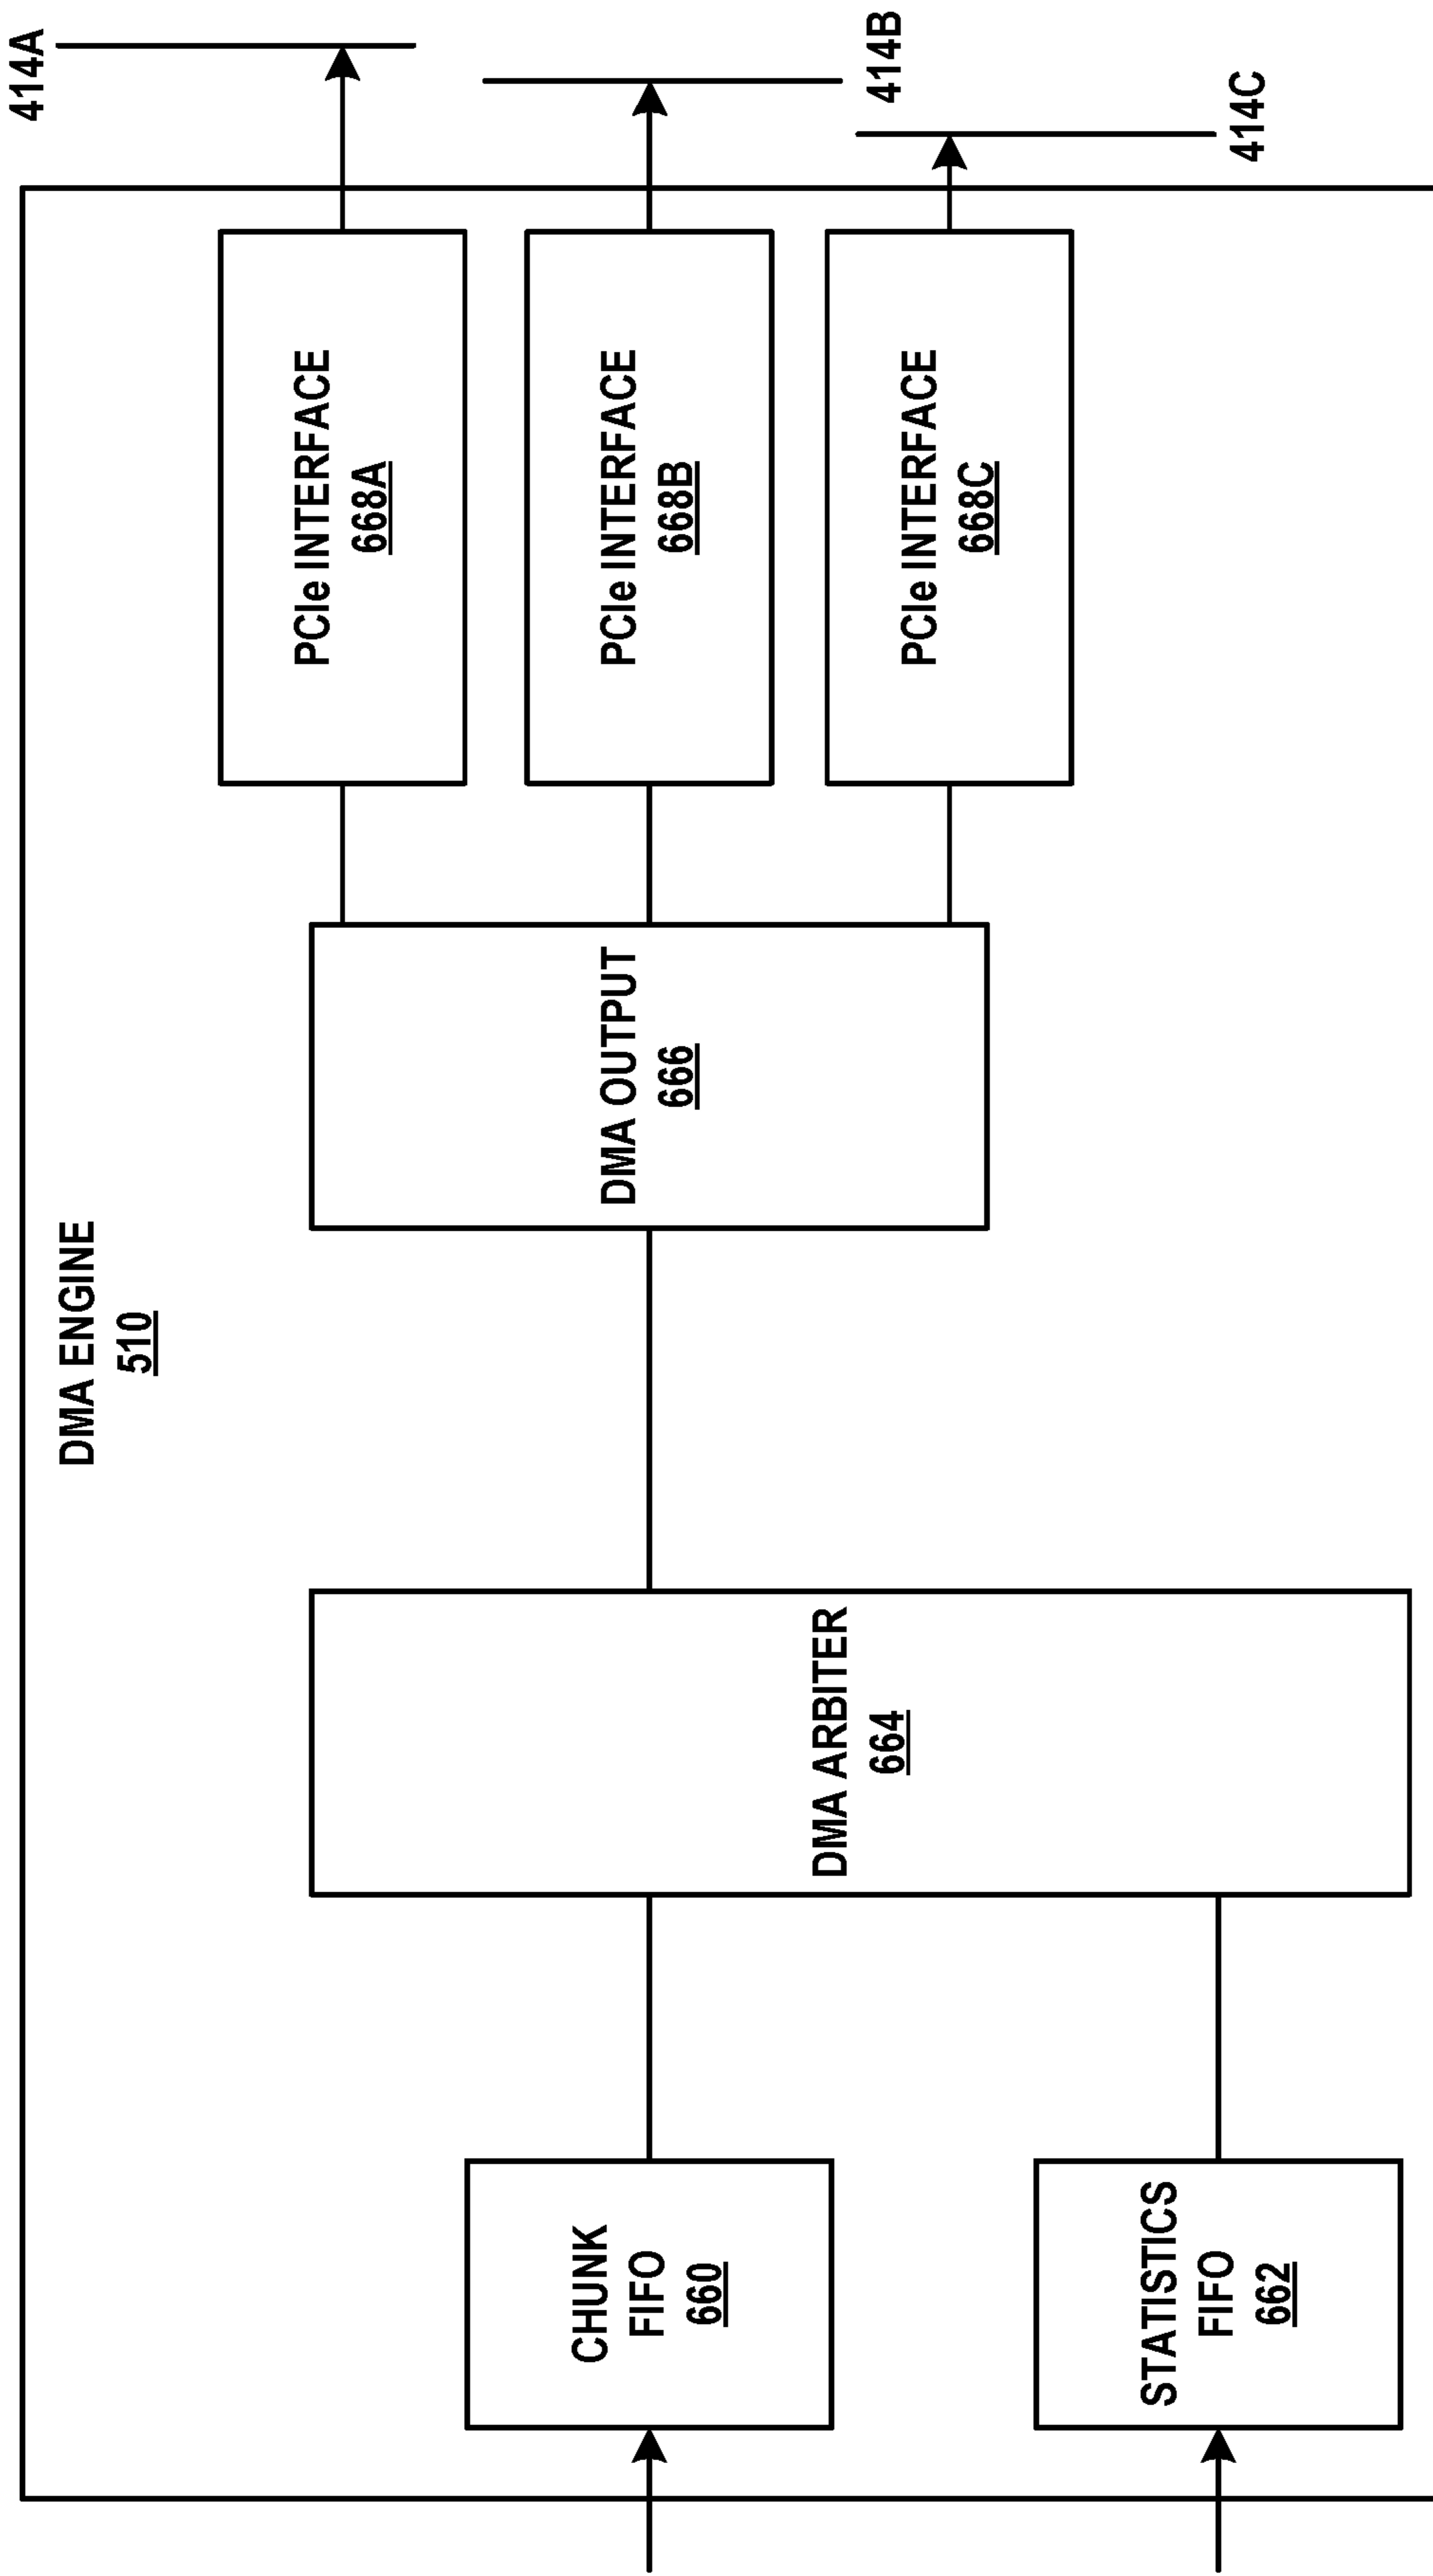 DMA ENGINE
510
CHUNK
FIFO
660
STATISTICS
FIFO
662
DMA ARBITER
664
DMA OUTPUT
666
PCIe INTERFACE
668A
PCIe INTERFACE
668B
PCIe INTERFACE
668C
414A
414B
414C